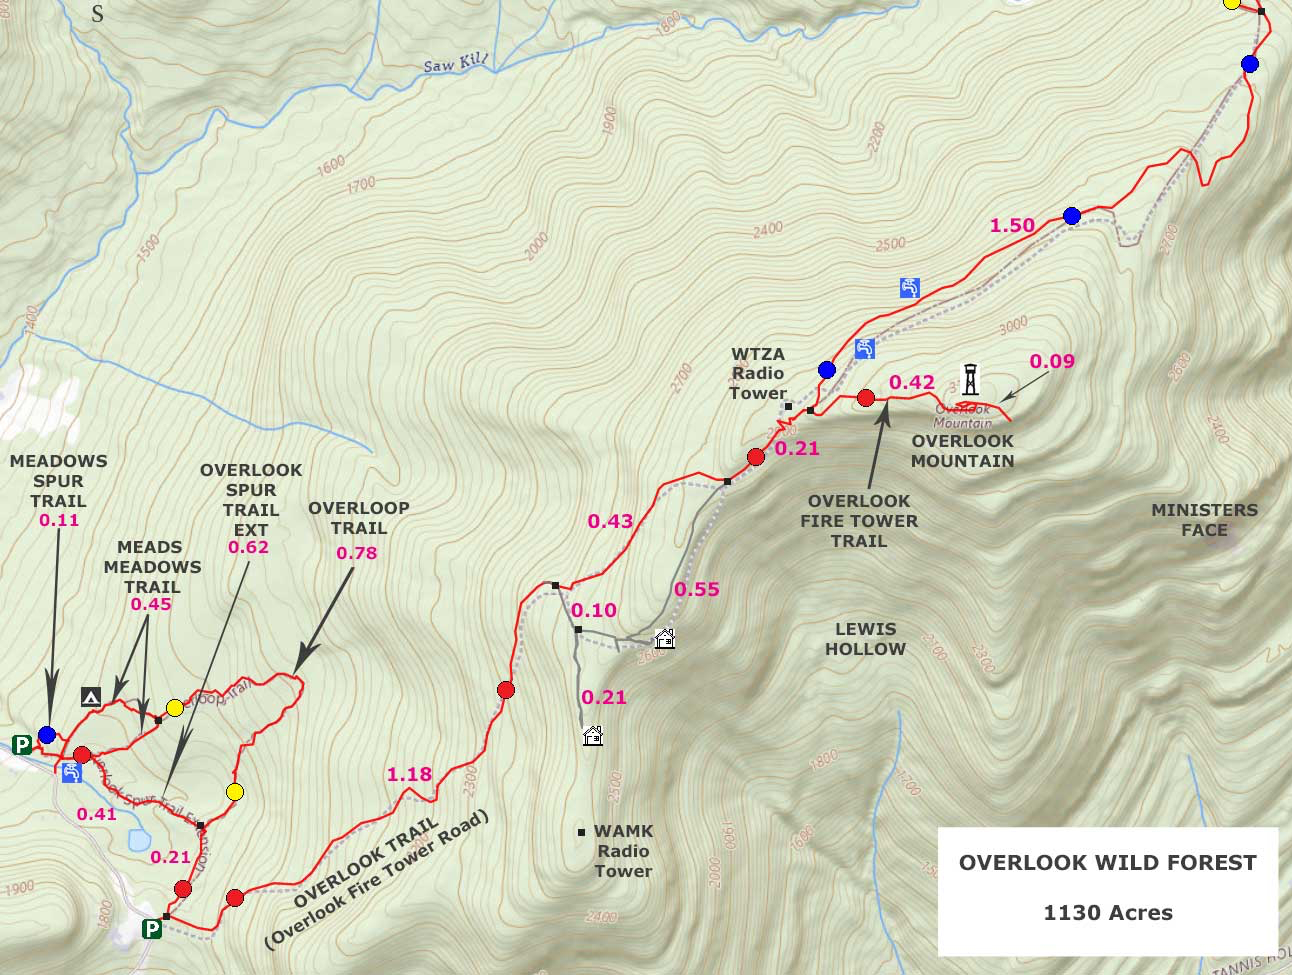 S
Saw Kill
1800
1900
2200
1600
1700
1500
2000
2400
2500
1.50
2700
1400
3000
2800
WTZA
Radio
Tower
2700
0.42
0.09
Overlook
Mountain
OVERLOOK
MOUNTAIN
2400
0.21
OVERLOOK
FIRE TOWER
TRAIL
MINISTERS
FACE
MEADOWS
SPUR
TRAIL
0.11
OVERLOOK
SPUR
TRAIL
EXT
0.62
OVERLOOP
TRAIL
0.78
MEADS
MEADOWS
TRAIL
0.45
0.43
0.55
0.10
2600
LEWIS
HOLLOW
2100
2300
0.21
P
1.18
2300
2500
1800
1700
0.41
Overlook Spur Trail Extension
0.21
OVERLOOK TRAIL
(Overlook Fire Tower Road)
WAMK
Radio
Tower
1900
1600
2000
1900
1800
2400
P
OVERLOOK WILD FOREST
1130 Acres